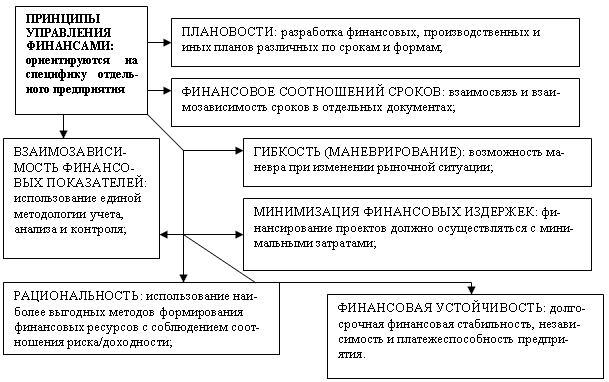 ПРИНЦИПЫ
УПРАВЛЕНИЯ
ФИНАНСАМИ:
ориентируются на
специфику отдель-
ного предприятия
ПЛАНОВОСТИ: разработка финансовых, производственных и
иных планов различных по срокам и формам;
ФИНАНСОВОЕ СООТНОШЕНИЙ СРОКОВ: взаимосвязь и взаи-
мозависимость сроков в отдельных документах;
ВЗАИМОЗАВИСИ-
МОСТЬ ФИНАНСО-
ВЫХ ПОКАЗАТЕЛЕЙ:
использование единой
методологии учета,
анализа и контроля;
ГИБКОСТЬ (МАНЕВРИРОВАНИЕ): возможность ма-
невра при изменении рыночной ситуации;
МИНИМИЗАЦИЯ ФИНАНСОВЫХ ИЗДЕРЖЕК: фи-
нансирование проектов должно осуществляться с мини-
мальными затратами;
РАЦИОНАЛЬНОСТЬ: использование наи-
более выгодных методов формирования
финансовых ресурсов с соблюдением соот-
ношения риска/доходности;
ФИНАНСОВАЯ УСТОЙЧИВОСТЬ: долго-
срочная финансовая стабильность, незави-
симость и платежеспособность предпри-
ятия.